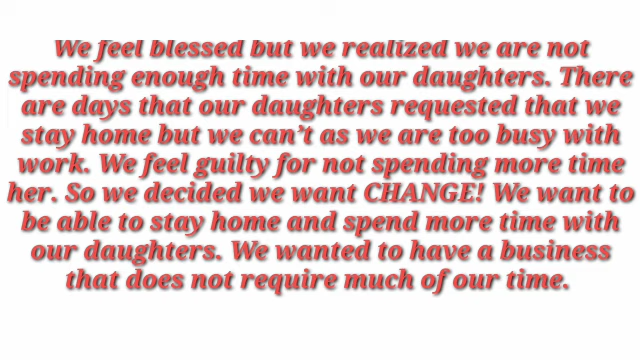 We feel blessed but we realized we are not
spending enough time with our daughters. There
are days that our daughters requested that we
stay home but we can't as we are too busy with
work. We feel guilty for not spending more time
her. So we decided we want CHANGE! We want to
be able to stay home and spend more time with
our daughters. We wanted to have a business
that does not require much of our time.